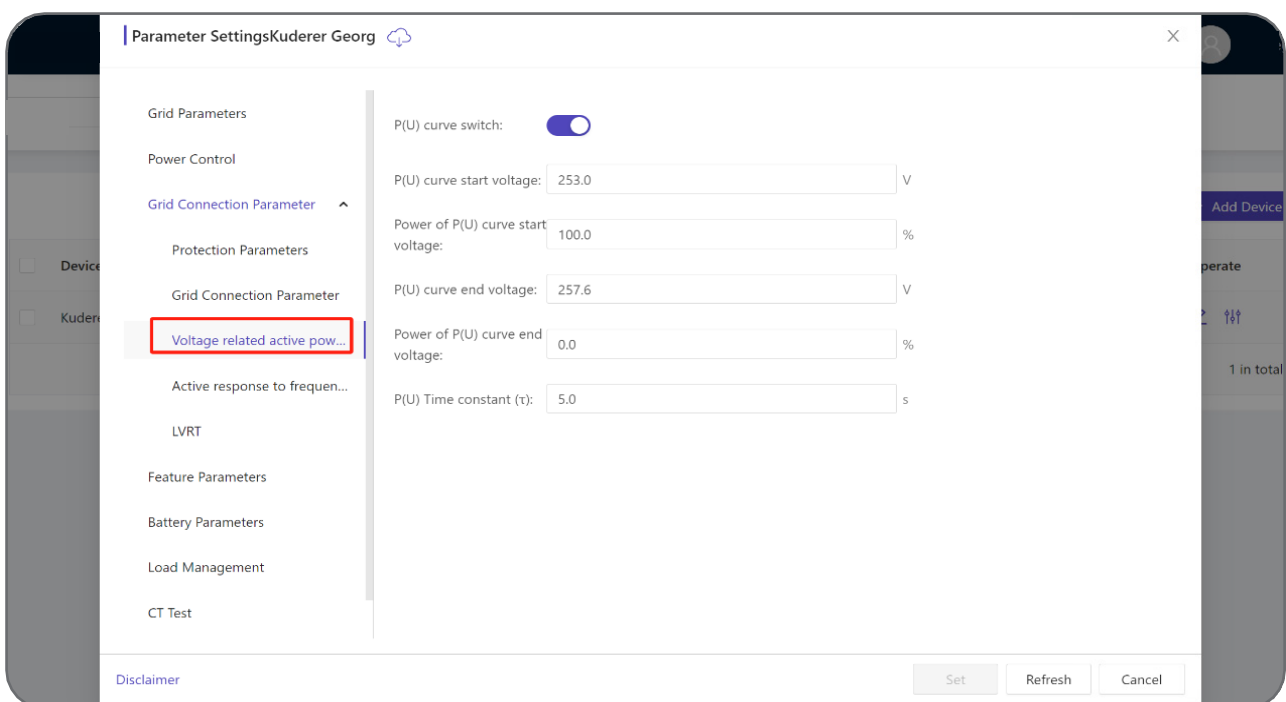 Parameter SettingsKuderer Georg
Grid Parameters
Power Control
Grid Connection Parameter
Protection Parameters
Grid Connection Parameter
Voltage related active pow...
Active response to frequen...
LVRT
Feature Parameters
Battery Parameters
Load Management
CT Test
P(U) curve switch:
P(U) curve start voltage: 253.0 V
Power of P(U) curve start
voltage: 100.0 %
P(U) curve end voltage: 257.6 V
Power of P(U) curve end
voltage: 0.0 %
P(U) Time constant (τ): 5.0 s
Disclaimer
Set Refresh Cancel
Add Device
Device
perate
Kudere
1 in total